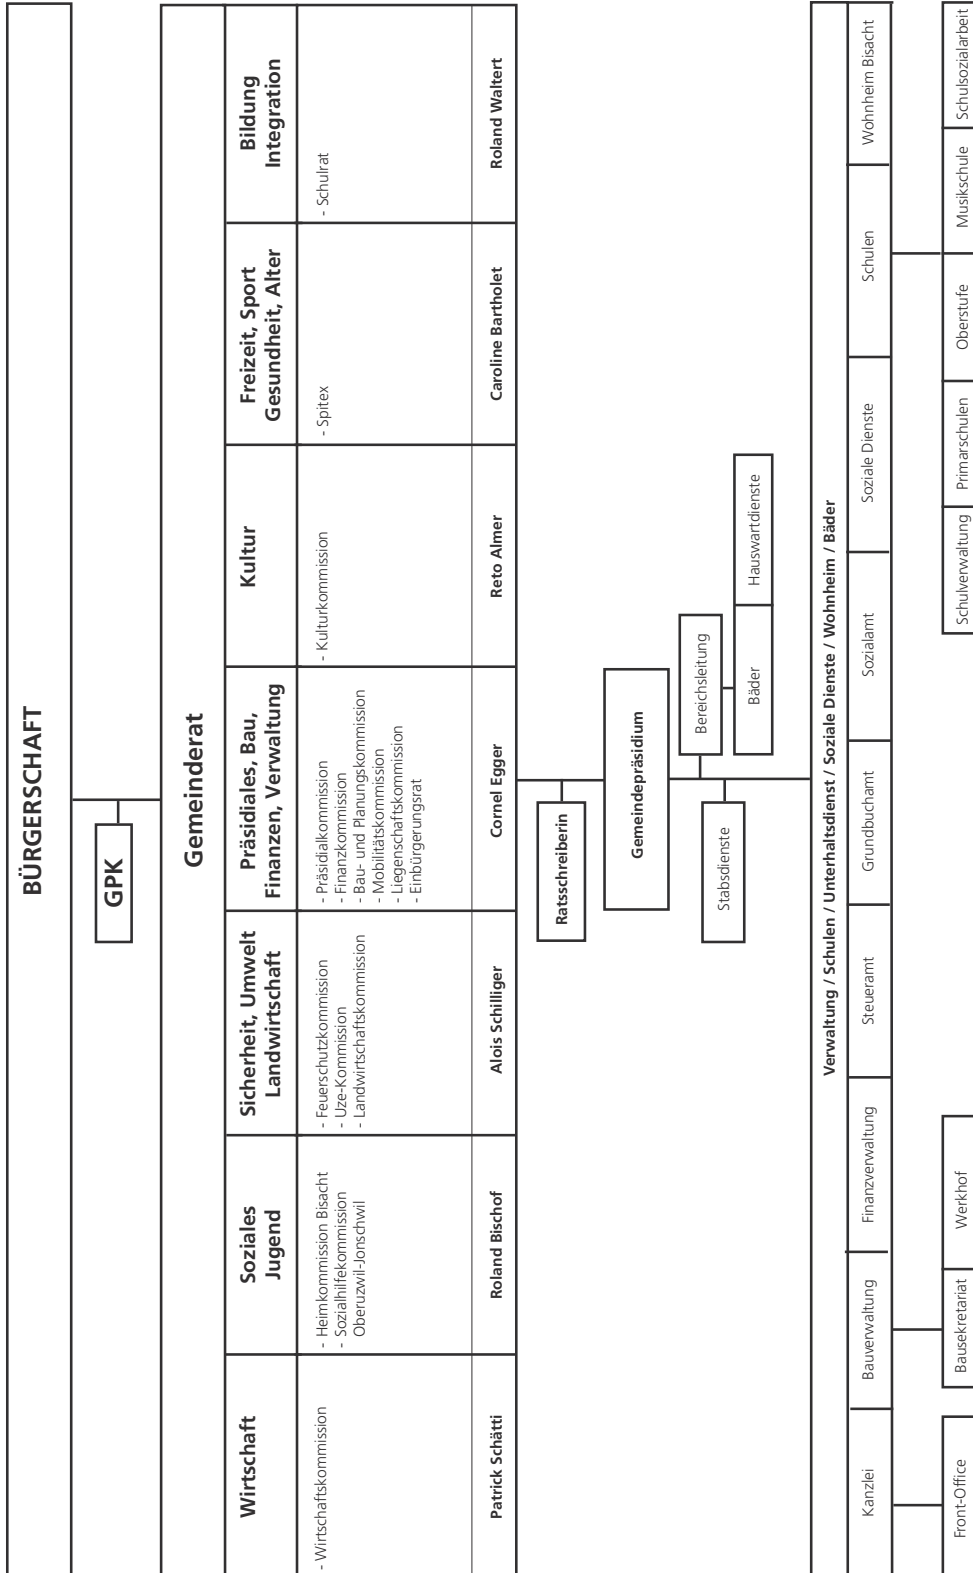 BÜRGERSCHAFT
GPK
Gemeinderat
Wirtschaft
- Wirtschaftskommission
Patrick Schätti
Soziales
Jugend
- Heimkommission Bisacht
- Sozialhilfekommission
Oberuzwil-Jonschwil
Roland Bischof
Sicherheit, Umwelt
Landwirtschaft
- Feuerschutzkommission
- Uze-Kommission
- Landwirtschaftskommission
Alois Schilliger
Präsidiales, Bau,
Finanzen, Verwaltung
- Präsidialkommission
- Finanzkommission
- Bau- und Planungskommission
- Mobilitätskommission
- Liegenschaftskommission
- Einbürgerungsrat
Cornel Egger
Kultur
- Kulturkommission
Reto Almer
Freizeit, Sport
Gesundheit, Alter
- Spitex
Caroline Bartholet
Bildung
Integration
- Schulrat
Roland Waltert
Ratsschreiberin
Gemeindepräsidium
Stabsdienste
Bereichsleitung
Bäder
Hauswartdienste
Verwaltung / Schulen / Unterhaltsdienst / Soziale Dienste / Wohnheim / Bäder
Kanzlei
Bauverwaltung
Finanzverwaltung
Steueramt
Grundbuchamt
Sozialamt
Soziale Dienste
Schulen
Wohnheim Bisacht
Front-Office
Bausekretariat
Werkhof
Schulverwaltung
Primarschulen
Oberstufe
Musikschule
Schulsozialarbeit